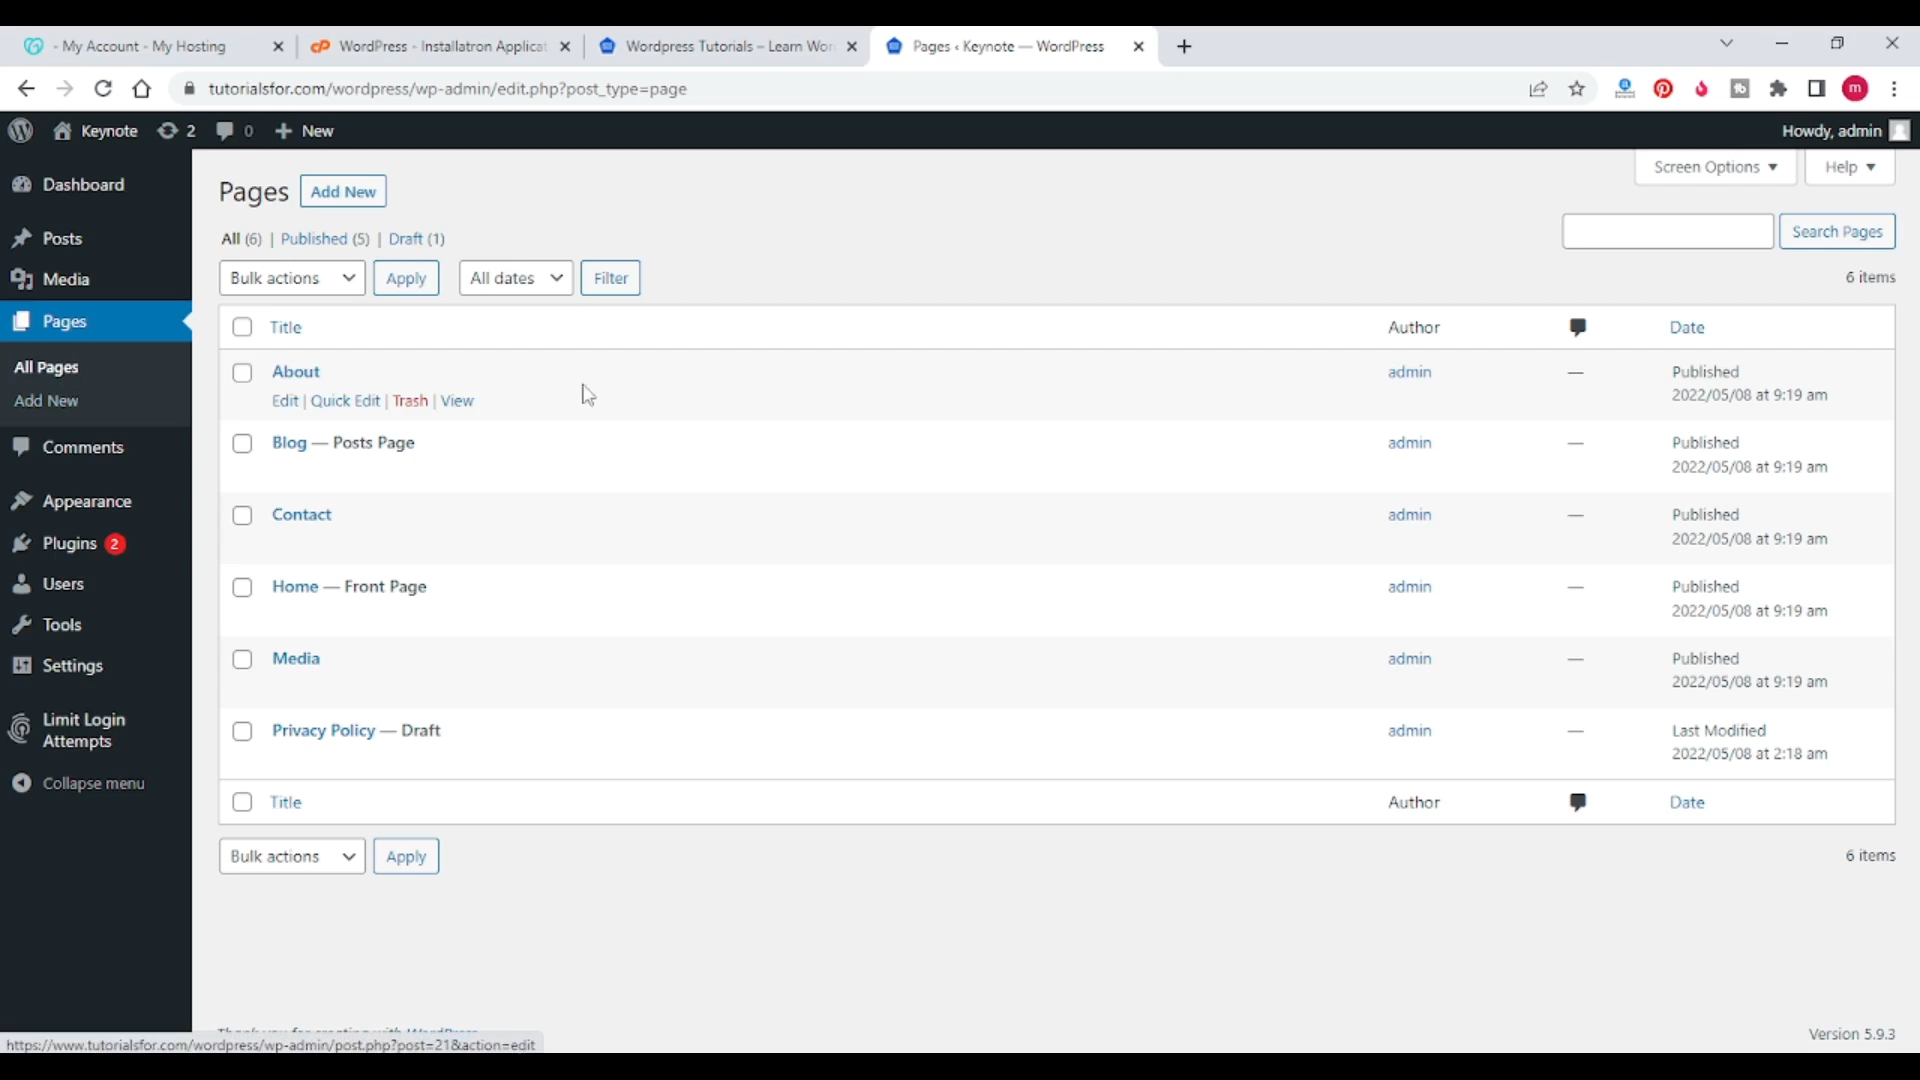 - My Account - My Hosting
WordPress - Installatron Applicat
Wordpress Tutorials – Learn Wor
Pages ‹ Keynote — WordPress
tutorialsfor.com/wordpress/wp-admin/edit.php?post_type=page
m
Keynote 2 0 New
Howdy, admin
Dashboard
Posts
Media
Pages
All Pages
Add New
Comments
Appearance
Plugins 2
Users
Tools
Settings
Limit Login
Attempts
Collapse menu
Screen Options ▼
Help ▼
Pages
Add New
All (6) | Published (5) | Draft (1)
Search Pages
Bulk actions
Apply
All dates
Filter
6 items
Title Author Date
About admin — Published
2022/05/08 at 9:19 am
Edit | Quick Edit | Trash | View
Blog — Posts Page admin — Published
2022/05/08 at 9:19 am
Contact admin — Published
2022/05/08 at 9:19 am
Home — Front Page admin — Published
2022/05/08 at 9:19 am
Media admin — Published
2022/05/08 at 9:19 am
Privacy Policy — Draft admin — Last Modified
2022/05/08 at 2:18 am
Title Author Date
Bulk actions
Apply
6 items
Thank you for creating with WordPress
Version 5.9.3
https://www.tutorialsfor.com/wordpress/wp-admin/post.php?post=21&action=edit